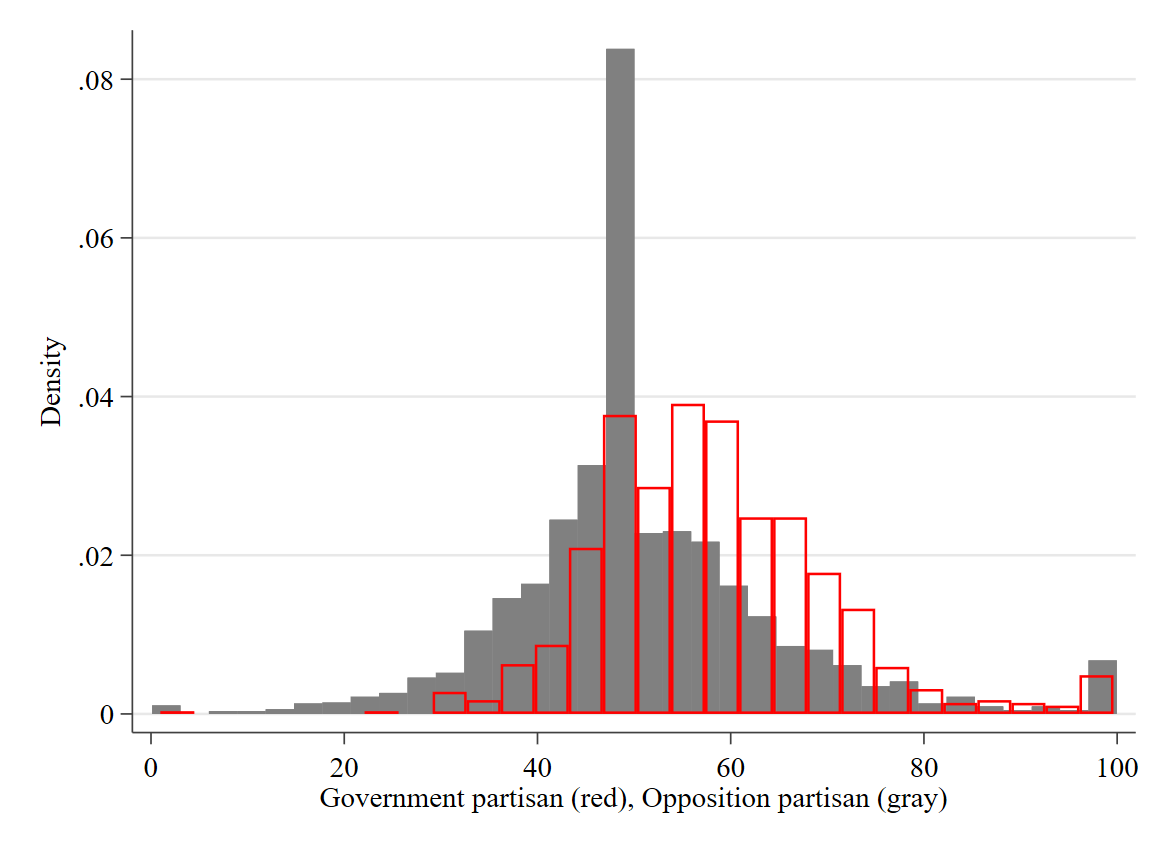 .08
.06
.04
.02
0
Density
0 20 40 60 80 100
Government partisan (red), Opposition partisan (gray)